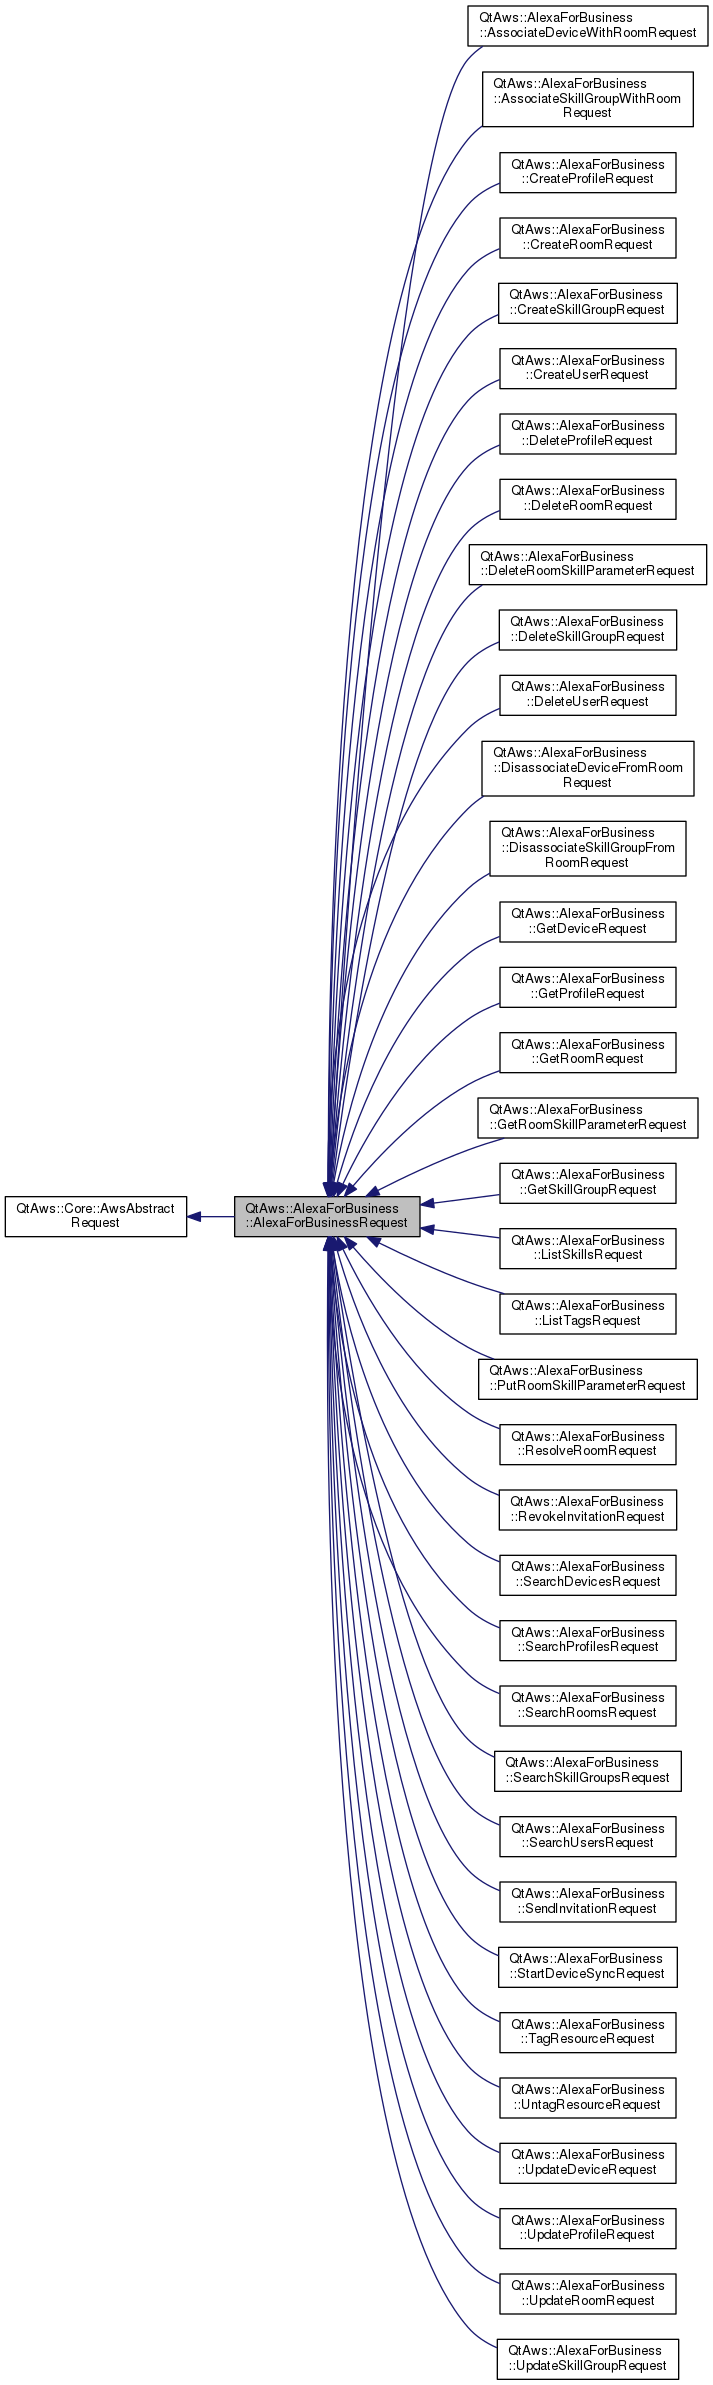 QtAws::AlexaForBusiness
::AssociateDeviceWithRoomRequest
QtAws::AlexaForBusiness
::AssociateSkillGroupWithRoom
Request
QtAws::AlexaForBusiness
::CreateProfileRequest
QtAws::AlexaForBusiness
::CreateRoomRequest
QtAws::AlexaForBusiness
::CreateSkillGroupRequest
QtAws::AlexaForBusiness
::CreateUserRequest
QtAws::AlexaForBusiness
::DeleteProfileRequest
QtAws::AlexaForBusiness
::DeleteRoomRequest
QtAws::AlexaForBusiness
::DeleteRoomSkillParameterRequest
QtAws::AlexaForBusiness
::DeleteSkillGroupRequest
QtAws::AlexaForBusiness
::DeleteUserRequest
QtAws::AlexaForBusiness
::DisassociateDeviceFromRoom
Request
QtAws::AlexaForBusiness
::DisassociateSkillGroupFrom
RoomRequest
QtAws::AlexaForBusiness
::GetDeviceRequest
QtAws::AlexaForBusiness
::GetProfileRequest
QtAws::AlexaForBusiness
::GetRoomRequest
QtAws::AlexaForBusiness
::GetRoomSkillParameterRequest
QtAws::AlexaForBusiness
::GetSkillGroupRequest
QtAws::Core::AwsAbstract
Request
QtAws::AlexaForBusiness
::AlexaForBusinessRequest
QtAws::AlexaForBusiness
::ListSkillsRequest
QtAws::AlexaForBusiness
::ListTagsRequest
QtAws::AlexaForBusiness
::PutRoomSkillParameterRequest
QtAws::AlexaForBusiness
::ResolveRoomRequest
QtAws::AlexaForBusiness
::RevokeInvitationRequest
QtAws::AlexaForBusiness
::SearchDevicesRequest
QtAws::AlexaForBusiness
::SearchProfilesRequest
QtAws::AlexaForBusiness
::SearchRoomsRequest
QtAws::AlexaForBusiness
::SearchSkillGroupsRequest
QtAws::AlexaForBusiness
::SearchUsersRequest
QtAws::AlexaForBusiness
::SendInvitationRequest
QtAws::AlexaForBusiness
::StartDeviceSyncRequest
QtAws::AlexaForBusiness
::TagResourceRequest
QtAws::AlexaForBusiness
::UntagResourceRequest
QtAws::AlexaForBusiness
::UpdateDeviceRequest
QtAws::AlexaForBusiness
::UpdateProfileRequest
QtAws::AlexaForBusiness
::UpdateRoomRequest
QtAws::AlexaForBusiness
::UpdateSkillGroupRequest